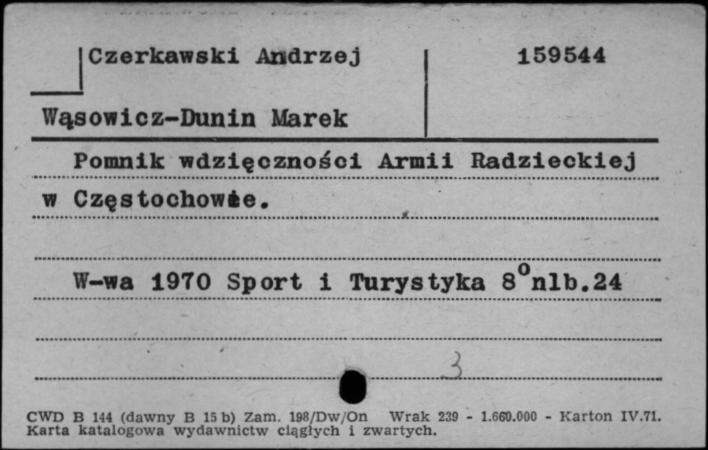 Czerkawski Andrzej 159544
Wąsowicz-Dunin Marek
Pomnik wdzięczności Armii Radzieckiej
w Częstochowie.
W-wa 1970 Sport i Turystyka 8° nlb.24
3
CWD B 144 (dawny B 15 b) Zam. 198/Dw/On Wrak 239 - 1.660.000 - Karton IV.71.
Karta katalogowa wydawnictw ciągłych i zwartych.